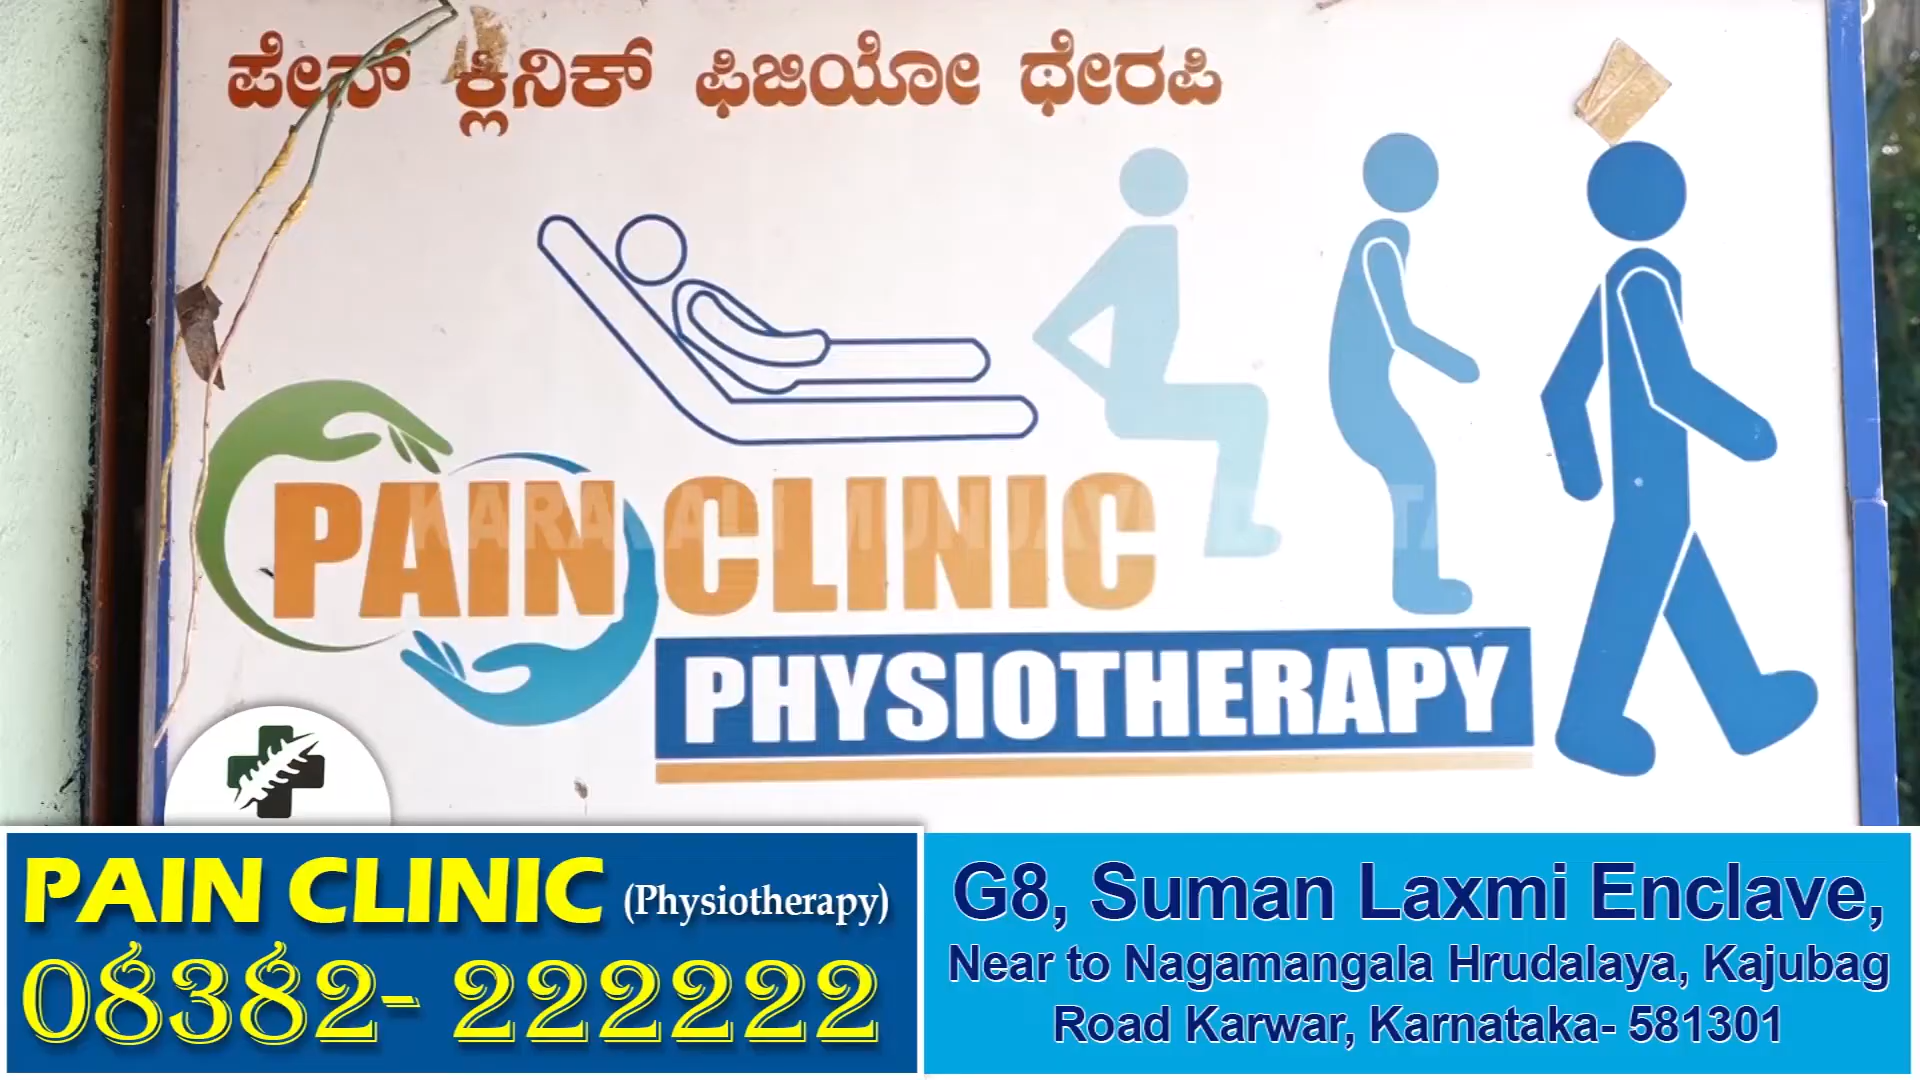 ಪೇನ್ ಕ್ಲಿನಿಕ್ ಫಿಜಿಯೋ ಥೇರಪಿ
PAIN CLINIC
PHYSIOTHERAPY
PAIN CLINIC (Physiotherapy)
08382- 222222
G8, Suman Laxmi Enclave,
Near to Nagamangala Hrudalaya, Kajubag
Road Karwar, Karnataka- 581301